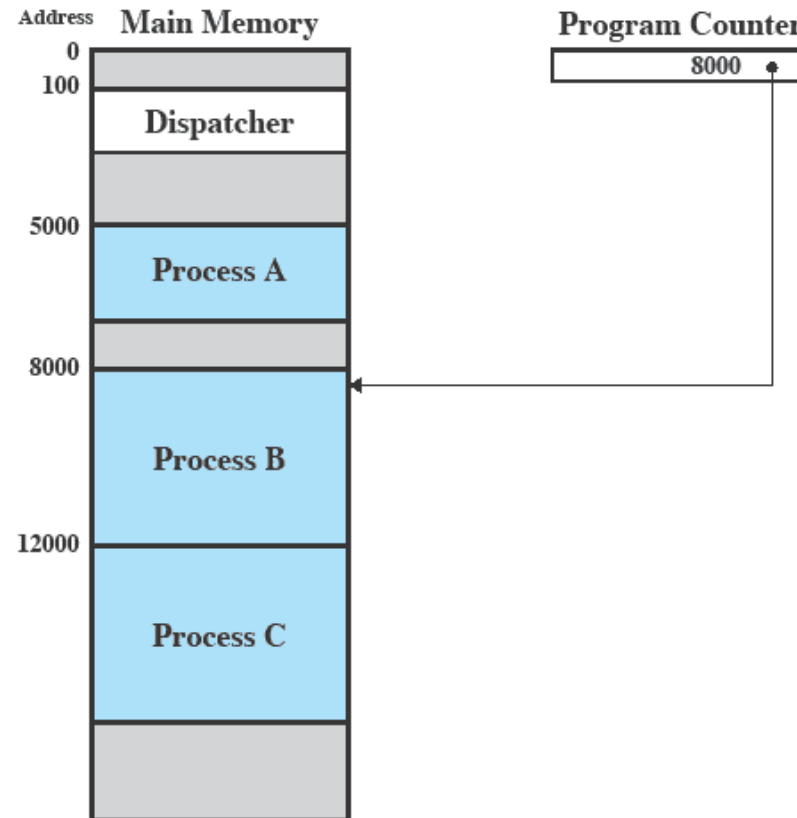 Address
Main Memory
Program Counter
0
8000
100
Dispatcher
5000
Process A
8000
Process B
12000
Process C